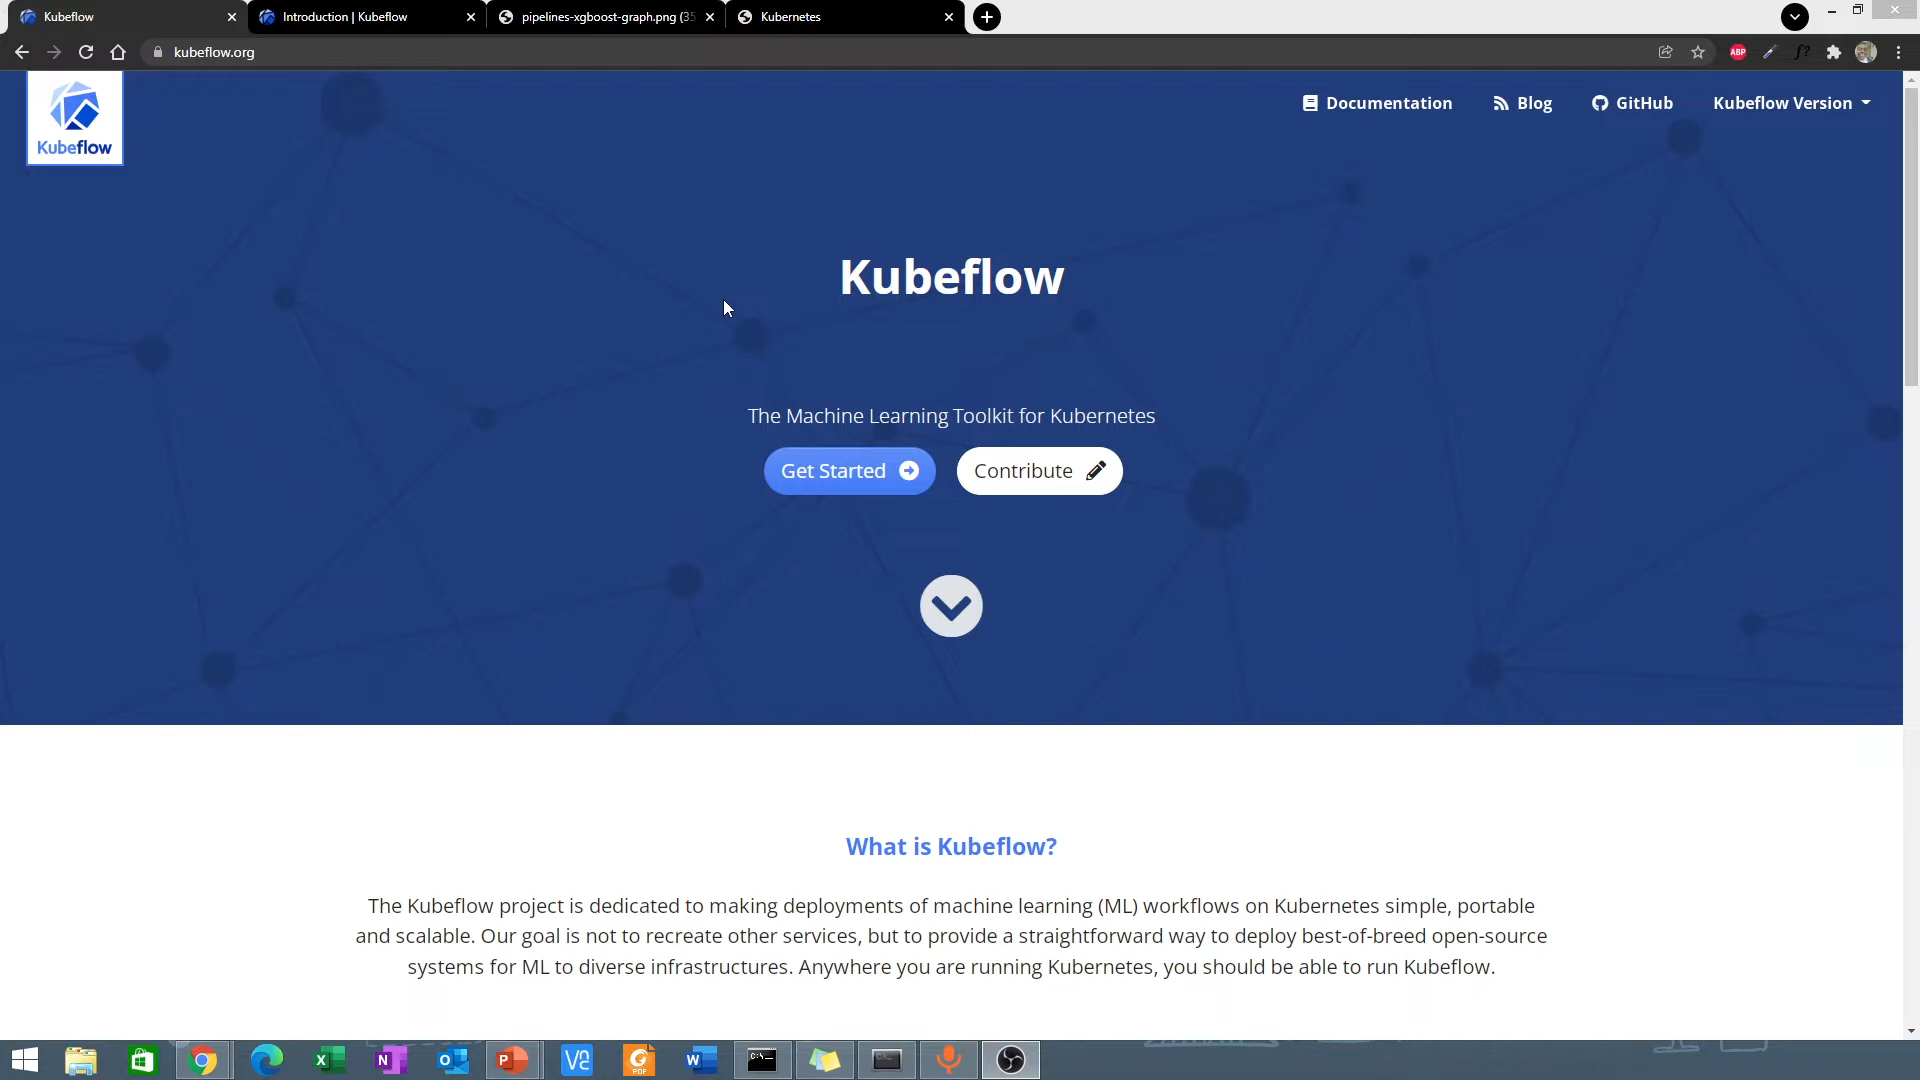 Kubeflow
Introduction | Kubeflow
pipelines-xgboost-graph.png (35
Kubernetes
kubeflow.org
ABP
f?
Kubeflow
Documentation
Blog
GitHub
Kubeflow Version
Kubeflow
The Machine Learning Toolkit for Kubernetes
Get Started
Contribute
What is Kubeflow?
The Kubeflow project is dedicated to making deployments of machine learning (ML) workflows on Kubernetes simple, portable
and scalable. Our goal is not to recreate other services, but to provide a straightforward way to deploy best-of-breed open-source
systems for ML to diverse infrastructures. Anywhere you are running Kubernetes, you should be able to run Kubeflow.